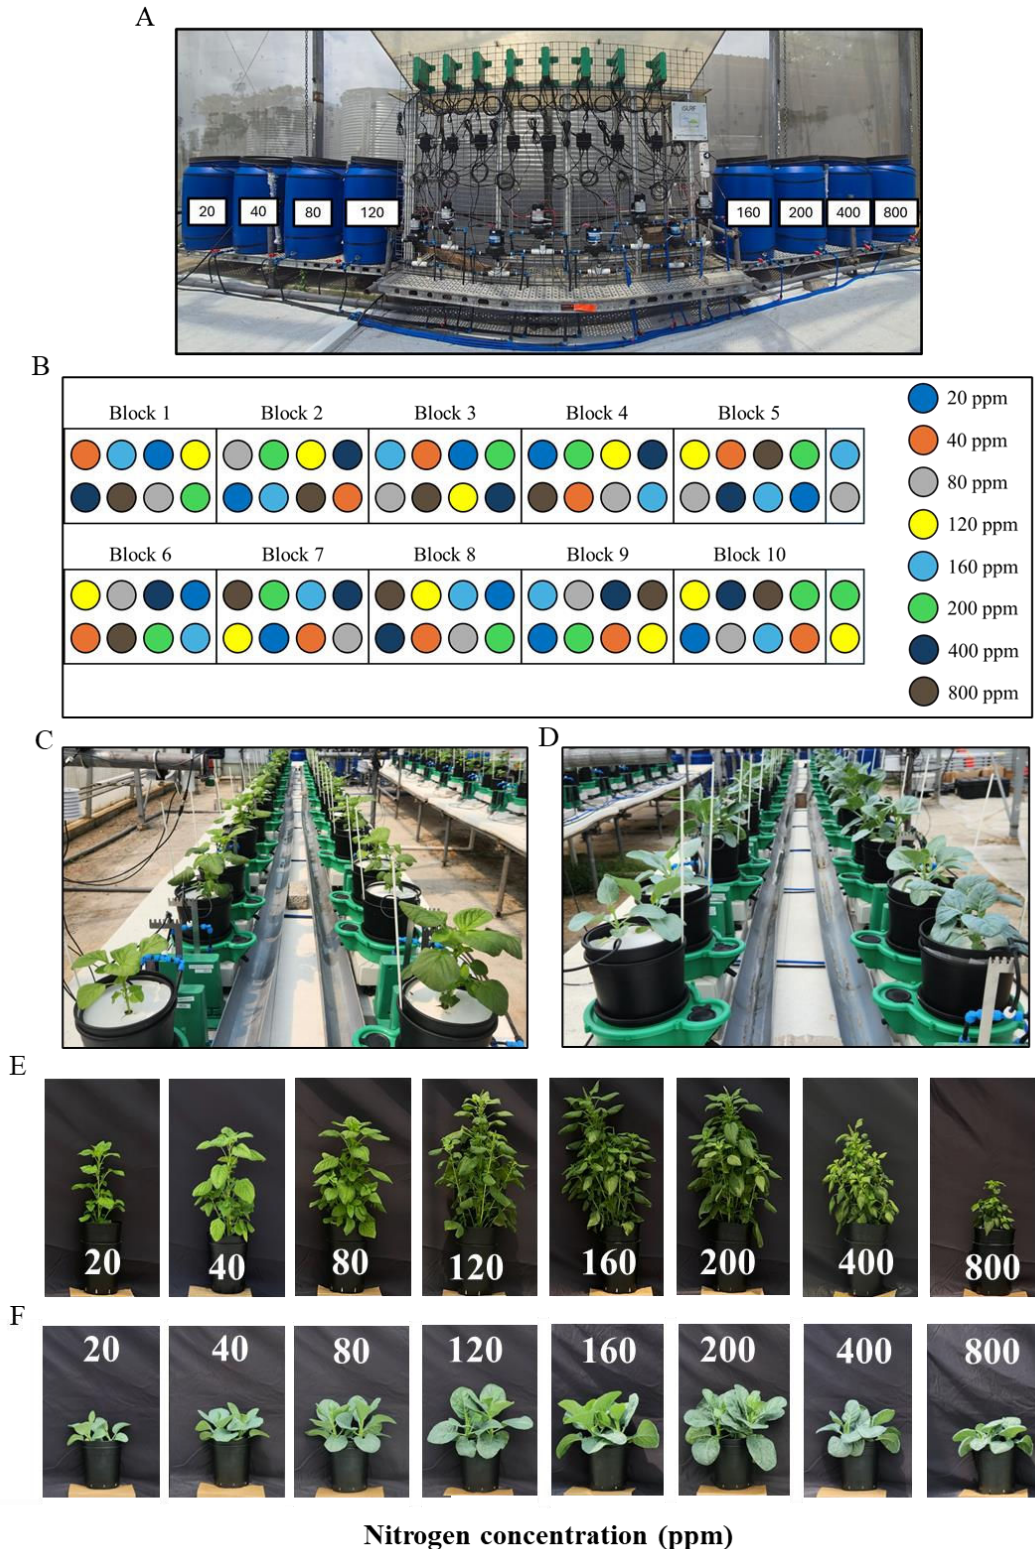 A
GURF
20 40 80 120 160 200 400 800
B
Block 1 Block 2 Block 3 Block 4 Block 5
Block 6 Block 7 Block 8 Block 9 Block 10
20 ppm
40 ppm
80 ppm
120 ppm
160 ppm
200 ppm
400 ppm
800 ppm
C
D
E
20 40 80 120 160 200 400 800
F
20 40 80 120 160 200 400 800
Nitrogen concentration (ppm)